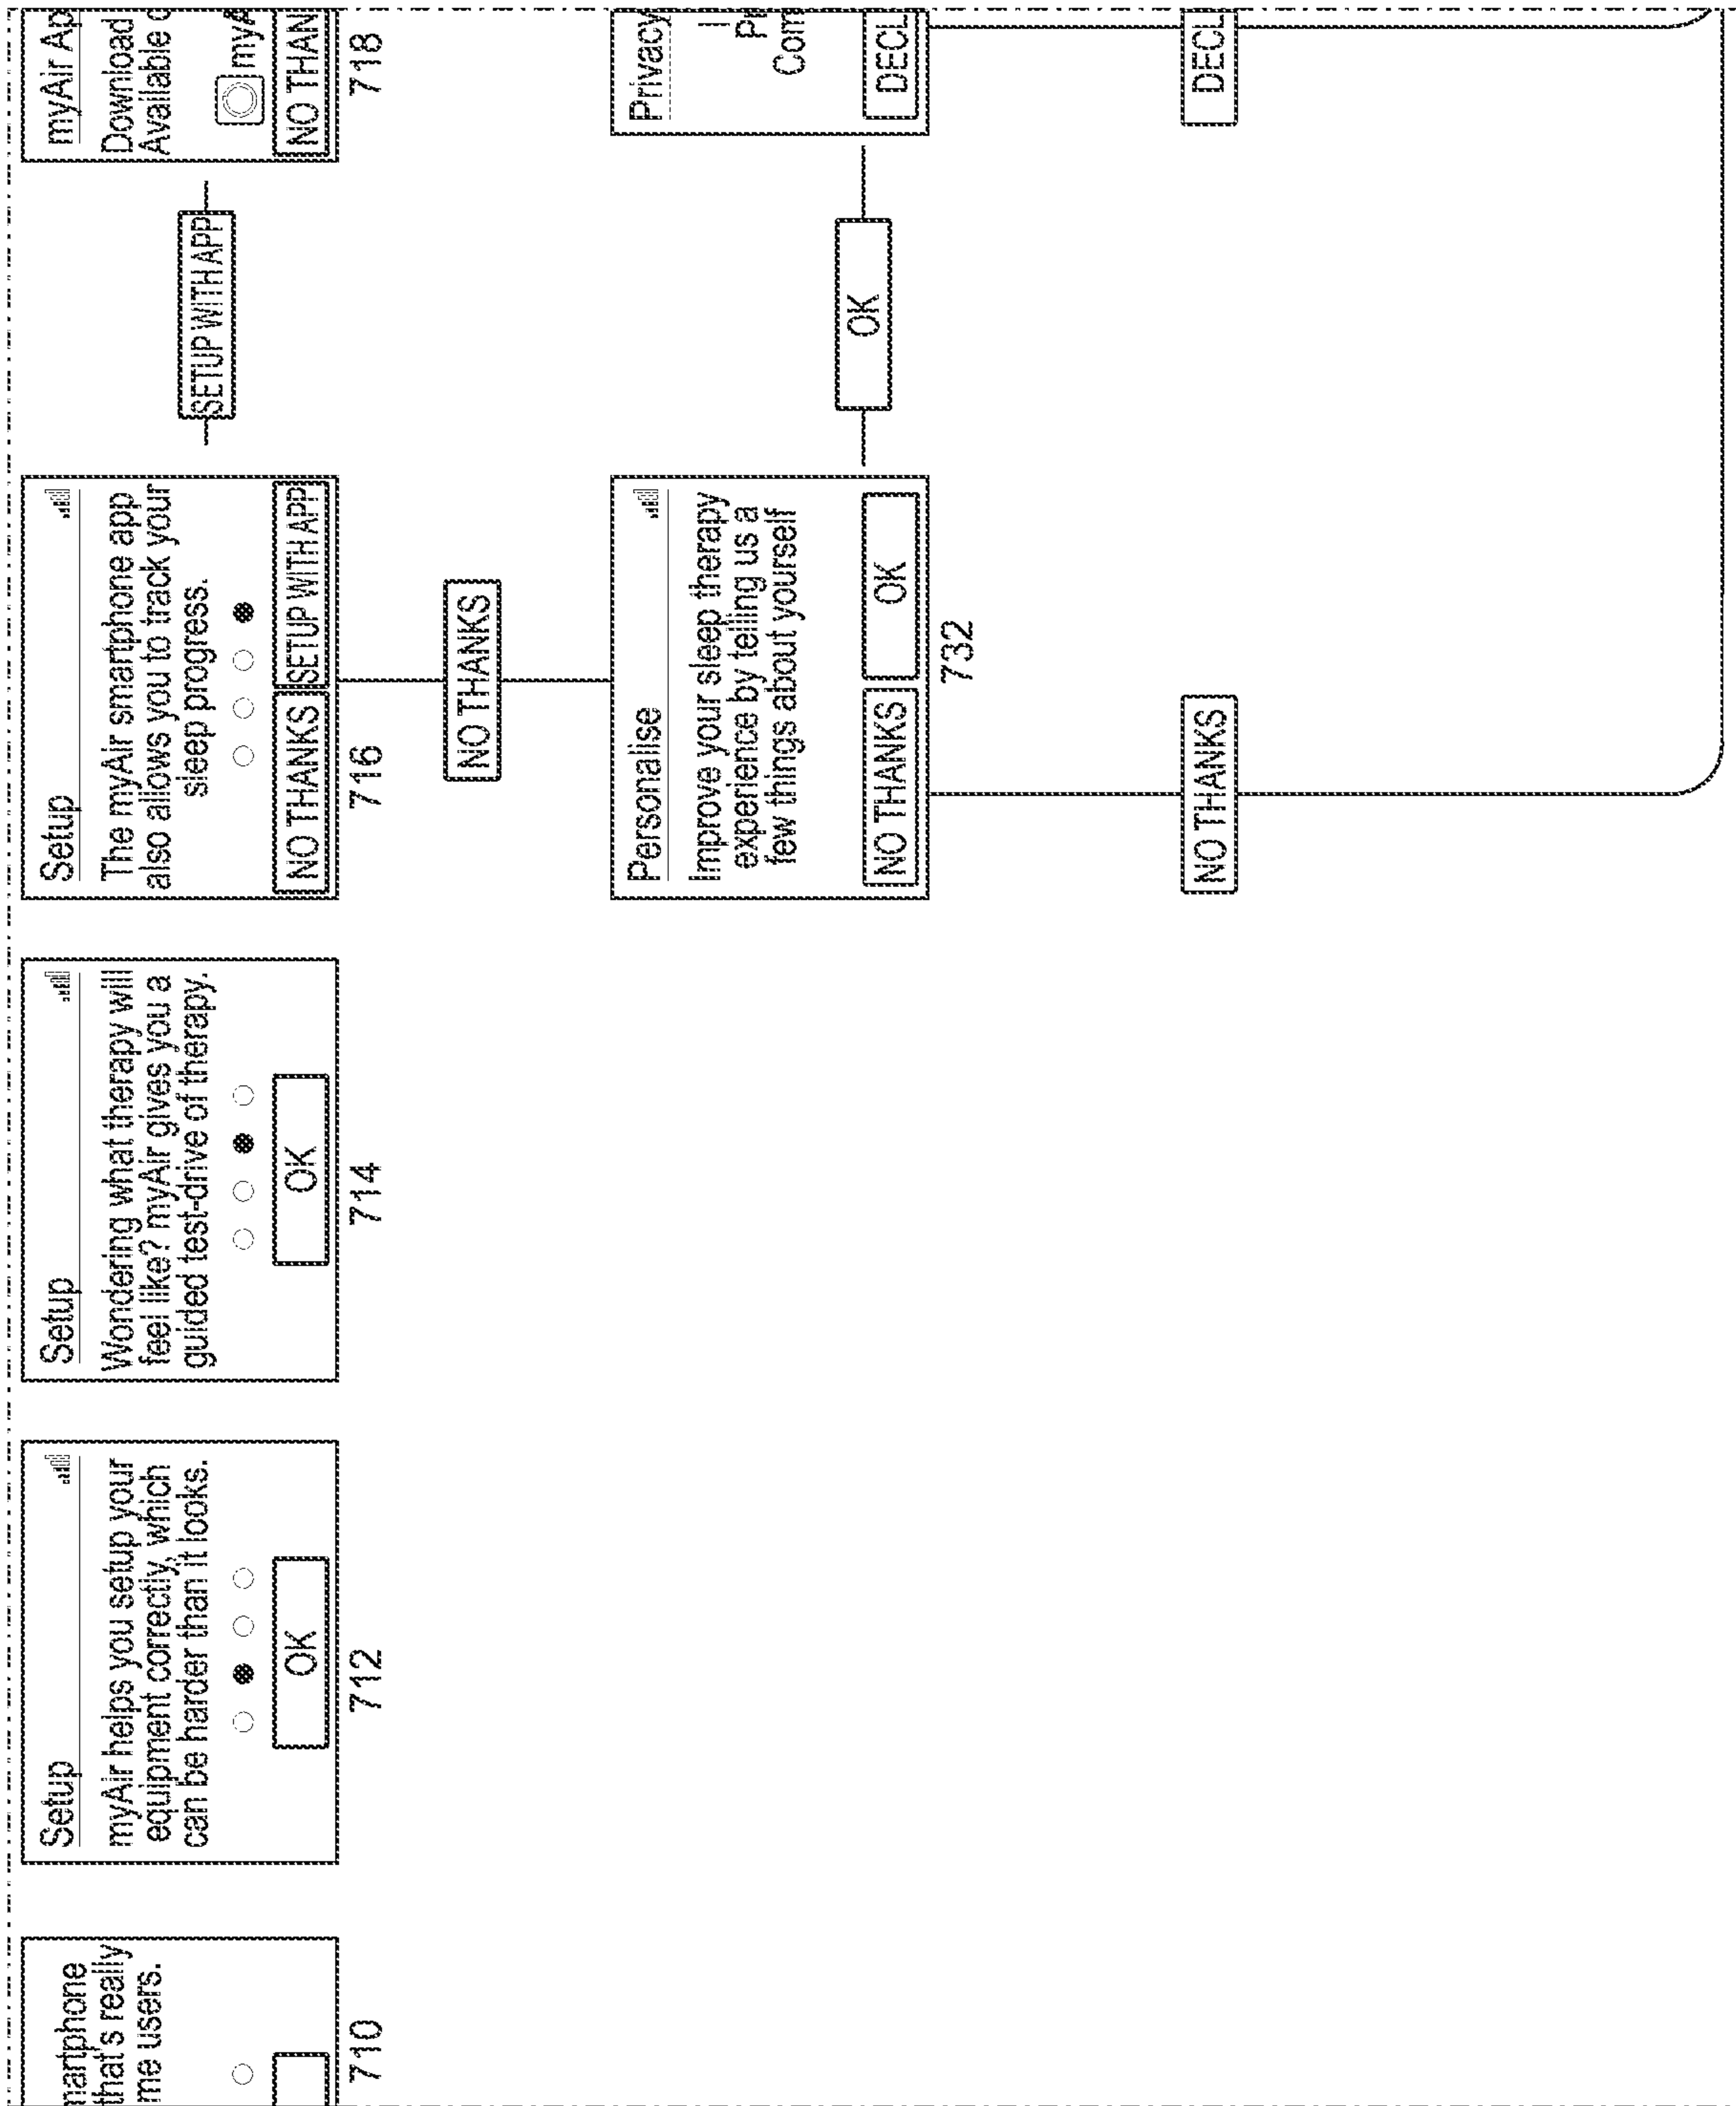 martphone
that's really
me users.
710
Setup
myAir helps you setup your
equipment correctly, which
can be harder than it looks.
OK
712
Setup
Wondering what therapy will
feel like? myAir gives you a
guided test-drive of therapy.
OK
714
Setup
The myAir smartphone app
also allows you to track your
sleep progress.
NO THANKS
SETUP WITH APP
716
SETUP WITH APP
myAir Ap
Download
Available
myA
NO THAN
718
NO THANKS
Personalise
Improve your sleep therapy
experience by telling us a
few things about yourself
NO THANKS
OK
732
OK
Privacy
Com
DECL
NO THANKS
DECL